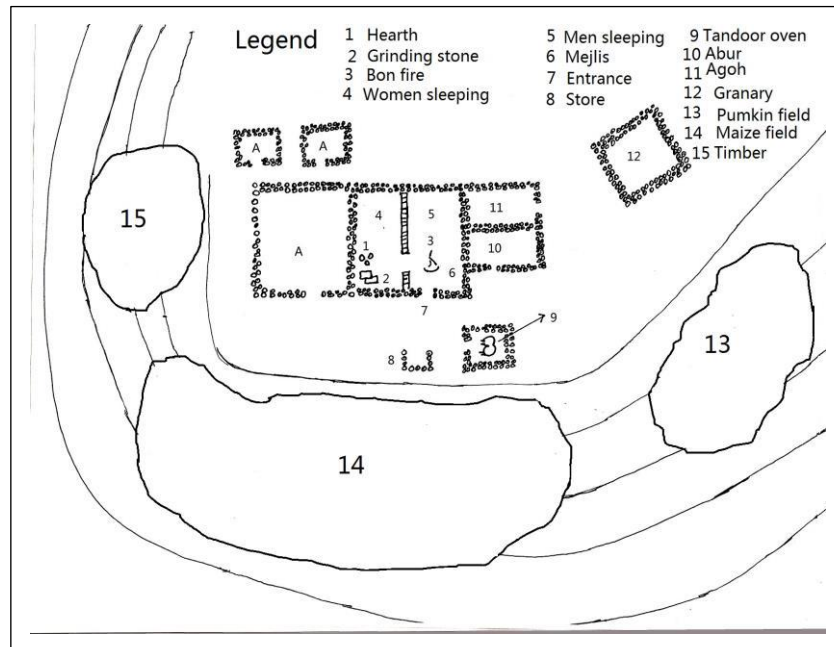 Legend
1 Hearth
2 Grinding stone
3 Bon fire
4 Women sleeping
5 Men sleeping
6 Mejlis
7 Entrance
8 Store
9 Tandoor oven
10 Abur
11 Agoh
12 Granary
13 Pumkin field
14 Maize field
15 Timber
A
A
12
15
4
5
11
A
1
3
10
6
2
7
9
8
13
14